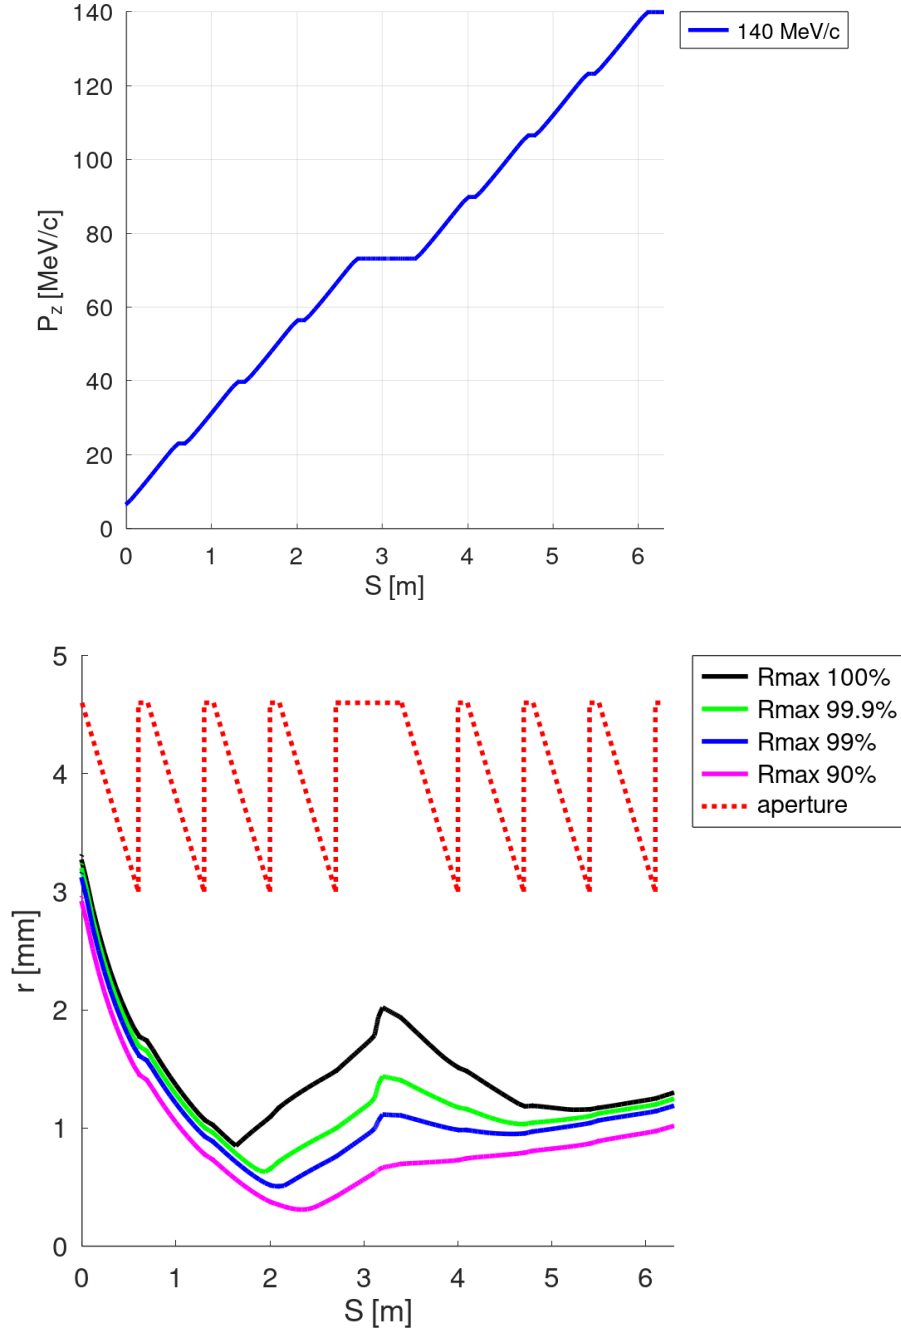 140
120
100
80
60
40
20
0
P_z [MeV/c]
0 1 2 3 4 5 6
S [m]
140 MeV/c
5
4
3
2
1
0
r [mm]
0 1 2 3 4 5 6
S [m]
Rmax 100%
Rmax 99.9%
Rmax 99%
Rmax 90%
aperture